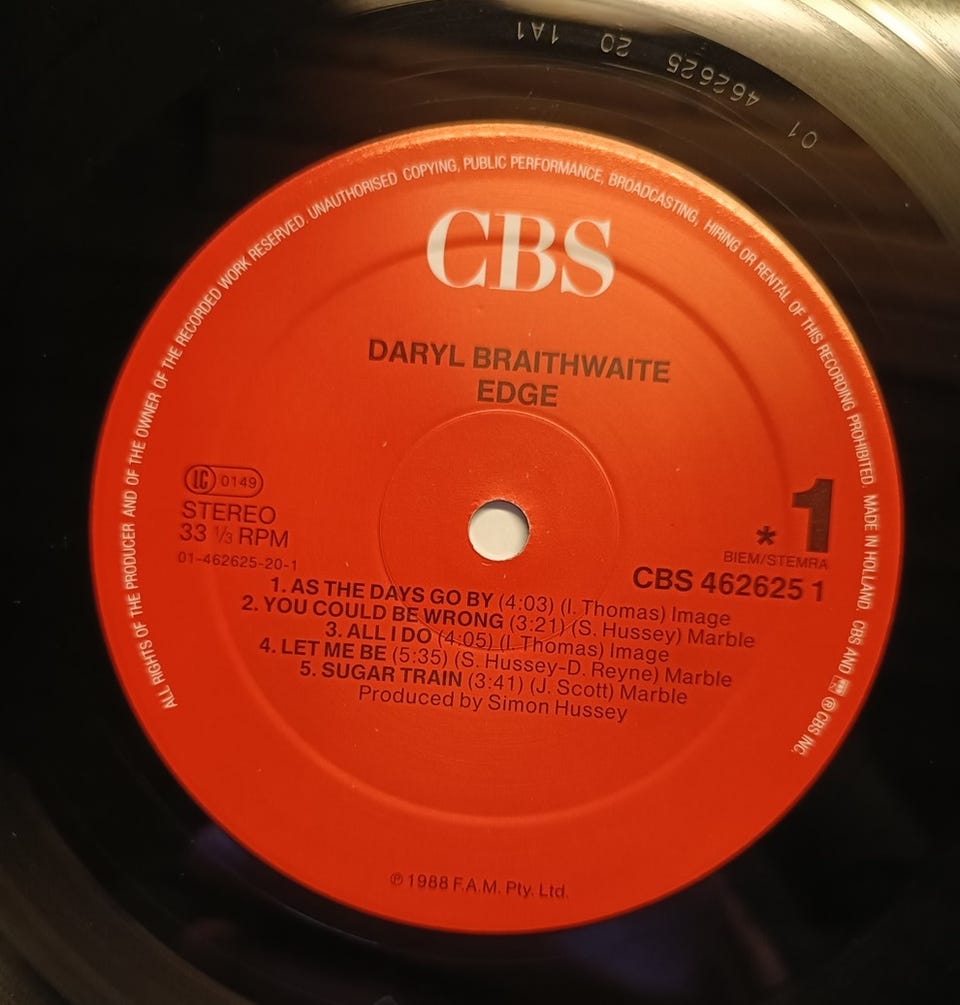 01 462625 20 1A1
ALL RIGHTS OF THE PRODUCER AND OF THE OWNER OF THE RECORDED WORK RESERVED. UNAUTHORISED COPYING, PUBLIC PERFORMANCE, BROADCASTING, HIRING OR RENTAL OF THIS RECORDING PROHIBITED. MADE IN HOLLAND. CBS AND ℗ CBS INC.
CBS
DARYL BRAITHWAITE
EDGE
LC 0149
STEREO
33 ⅓ RPM
01-462625-20-1
1
*
BIEM/STEMRA
CBS 462625 1
1. AS THE DAYS GO BY (4:03) (I. Thomas) Image
2. YOU COULD BE WRONG (3:21) (S. Hussey) Marble
3. ALL I DO (4:05) (I. Thomas) Image
4. LET ME BE (5:35) (S. Hussey-D. Reyne) Marble
5. SUGAR TRAIN (3:41) (J. Scott) Marble
Produced by Simon Hussey
℗ 1988 F.A.M. Pty. Ltd.